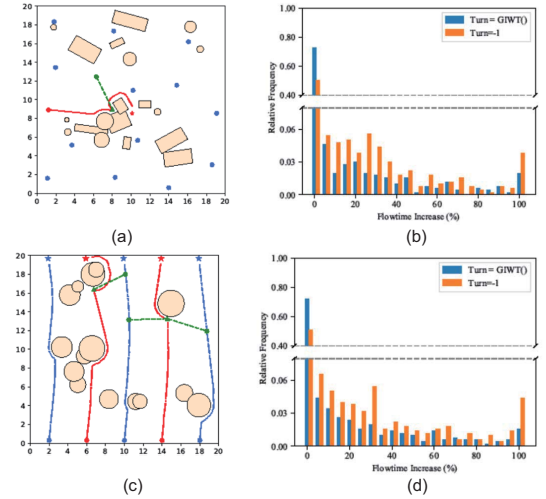 20
18
16
14
12
10
8
6
4
2
0
0 2 4 6 8 10 12 14 16 18 20
(a)
Turn = GIWT()
Turn=-1
1.00
0.80
0.60
0.40
0.06
0.03
0.00
Relative Frequency
0 20 40 60 80 100
Flowtime Increase (%)
(b)
20
18
16
14
12
10
8
6
4
2
0
0 2 4 6 8 10 12 14 16 18 20
(c)
Turn = GIWT()
Turn=-1
1.00
0.80
0.60
0.40
0.06
0.03
0.00
Relative Frequency
0 20 40 60 80 100
Flowtime Increase (%)
(d)